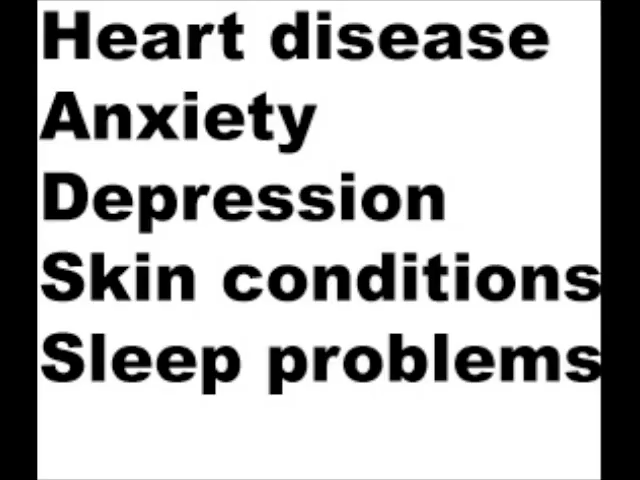 Heart disease
Anxiety
Depression
Skin conditions
Sleep problems